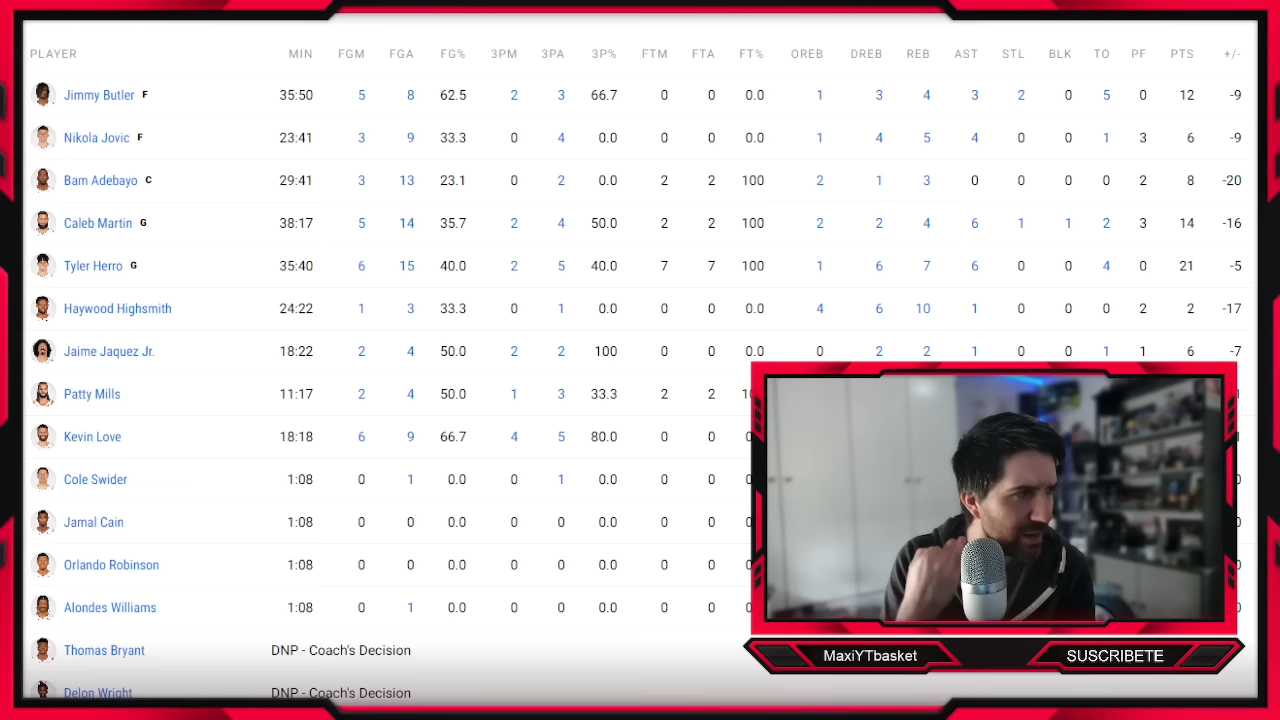 PLAYER MIN FGM FGA FG% 3PM 3PA 3P% FTM FTA FT% OREB DREB REB AST STL BLK TO PF PTS +/-
Jimmy Butler F 35:50 5 8 62.5 2 3 66.7 0 0 0.0 1 3 4 3 2 0 5 0 12 -9
Nikola Jovic F 23:41 3 9 33.3 0 4 0.0 0 0 0.0 1 4 5 4 0 0 1 3 6 -9
Bam Adebayo C 29:41 3 13 23.1 0 2 0.0 2 2 100 2 1 3 0 0 0 0 2 8 -20
Caleb Martin G 38:17 5 14 35.7 2 4 50.0 2 2 100 2 2 4 6 1 1 2 3 14 -16
Tyler Herro G 35:40 6 15 40.0 2 5 40.0 7 7 100 1 6 7 6 0 0 4 0 21 -5
Haywood Highsmith 24:22 1 3 33.3 0 1 0.0 0 0 0.0 4 6 10 1 0 0 0 2 2 -17
Jaime Jaquez Jr. 18:22 2 4 50.0 2 2 100 0 0 0.0 0 2 2 1 0 0 1 1 6 -7
Patty Mills 11:17 2 4 50.0 1 3 33.3 2 2
Kevin Love 18:18 6 9 66.7 4 5 80.0 0 0
Cole Swider 1:08 0 1 0.0 0 1 0.0 0 0
Jamal Cain 1:08 0 0 0.0 0 0 0.0 0 0
Orlando Robinson 1:08 0 0 0.0 0 0 0.0 0 0
Alondes Williams 1:08 0 1 0.0 0 0 0.0 0 0
Thomas Bryant DNP - Coach's Decision
Delon Wright DNP - Coach's Decision
MaxiYTbasket
SUSCRIBETE